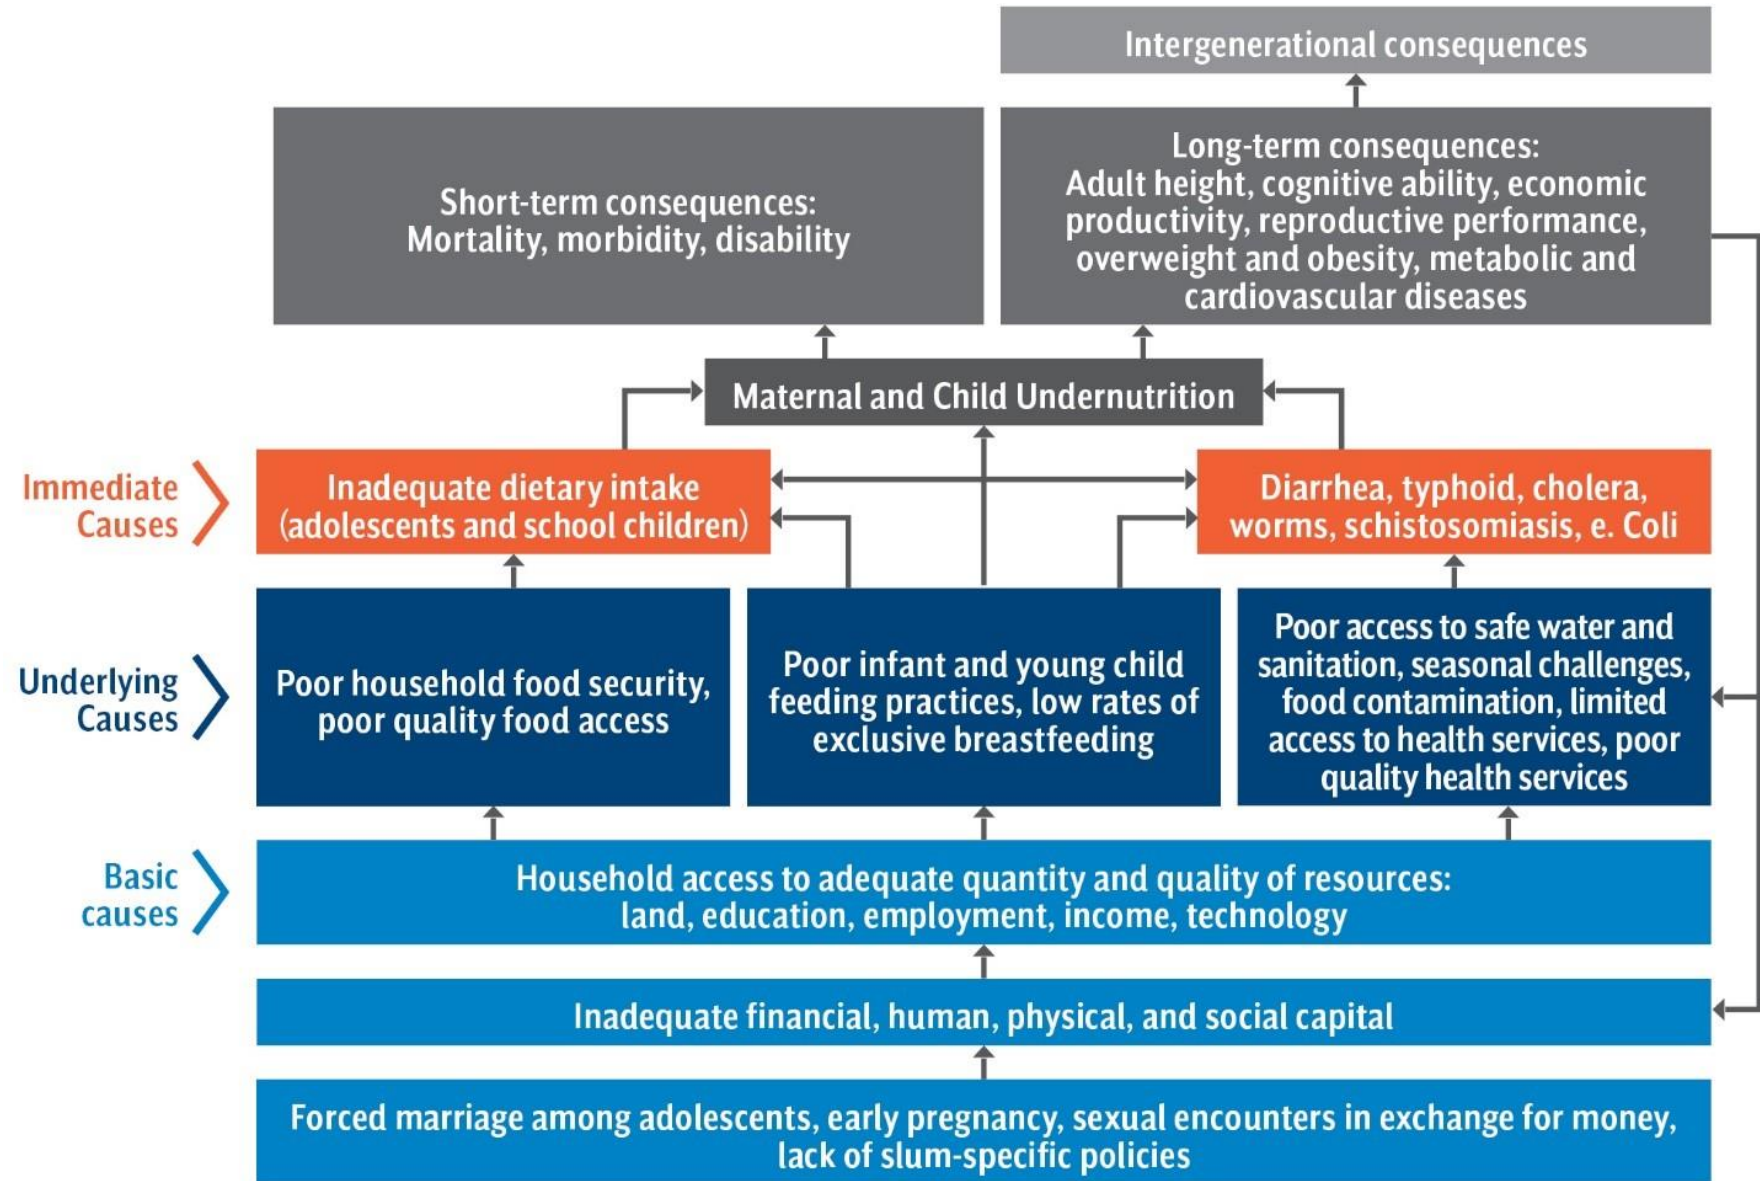 Intergenerational consequences
Short-term consequences:
Mortality, morbidity, disability
Long-term consequences:
Adult height, cognitive ability, economic
productivity, reproductive performance,
overweight and obesity, metabolic and
cardiovascular diseases
Maternal and Child Undernutrition
Immediate
Causes
Inadequate dietary intake
(adolescents and school children)
Diarrhea, typhoid, cholera,
worms, schistosomiasis, e. Coli
Underlying
Causes
Poor household food security,
poor quality food access
Poor infant and young child
feeding practices, low rates of
exclusive breastfeeding
Poor access to safe water and
sanitation, seasonal challenges,
food contamination, limited
access to health services, poor
quality health services
Basic
causes
Household access to adequate quantity and quality of resources:
land, education, employment, income, technology
Inadequate financial, human, physical, and social capital
Forced marriage among adolescents, early pregnancy, sexual encounters in exchange for money,
lack of slum-specific policies